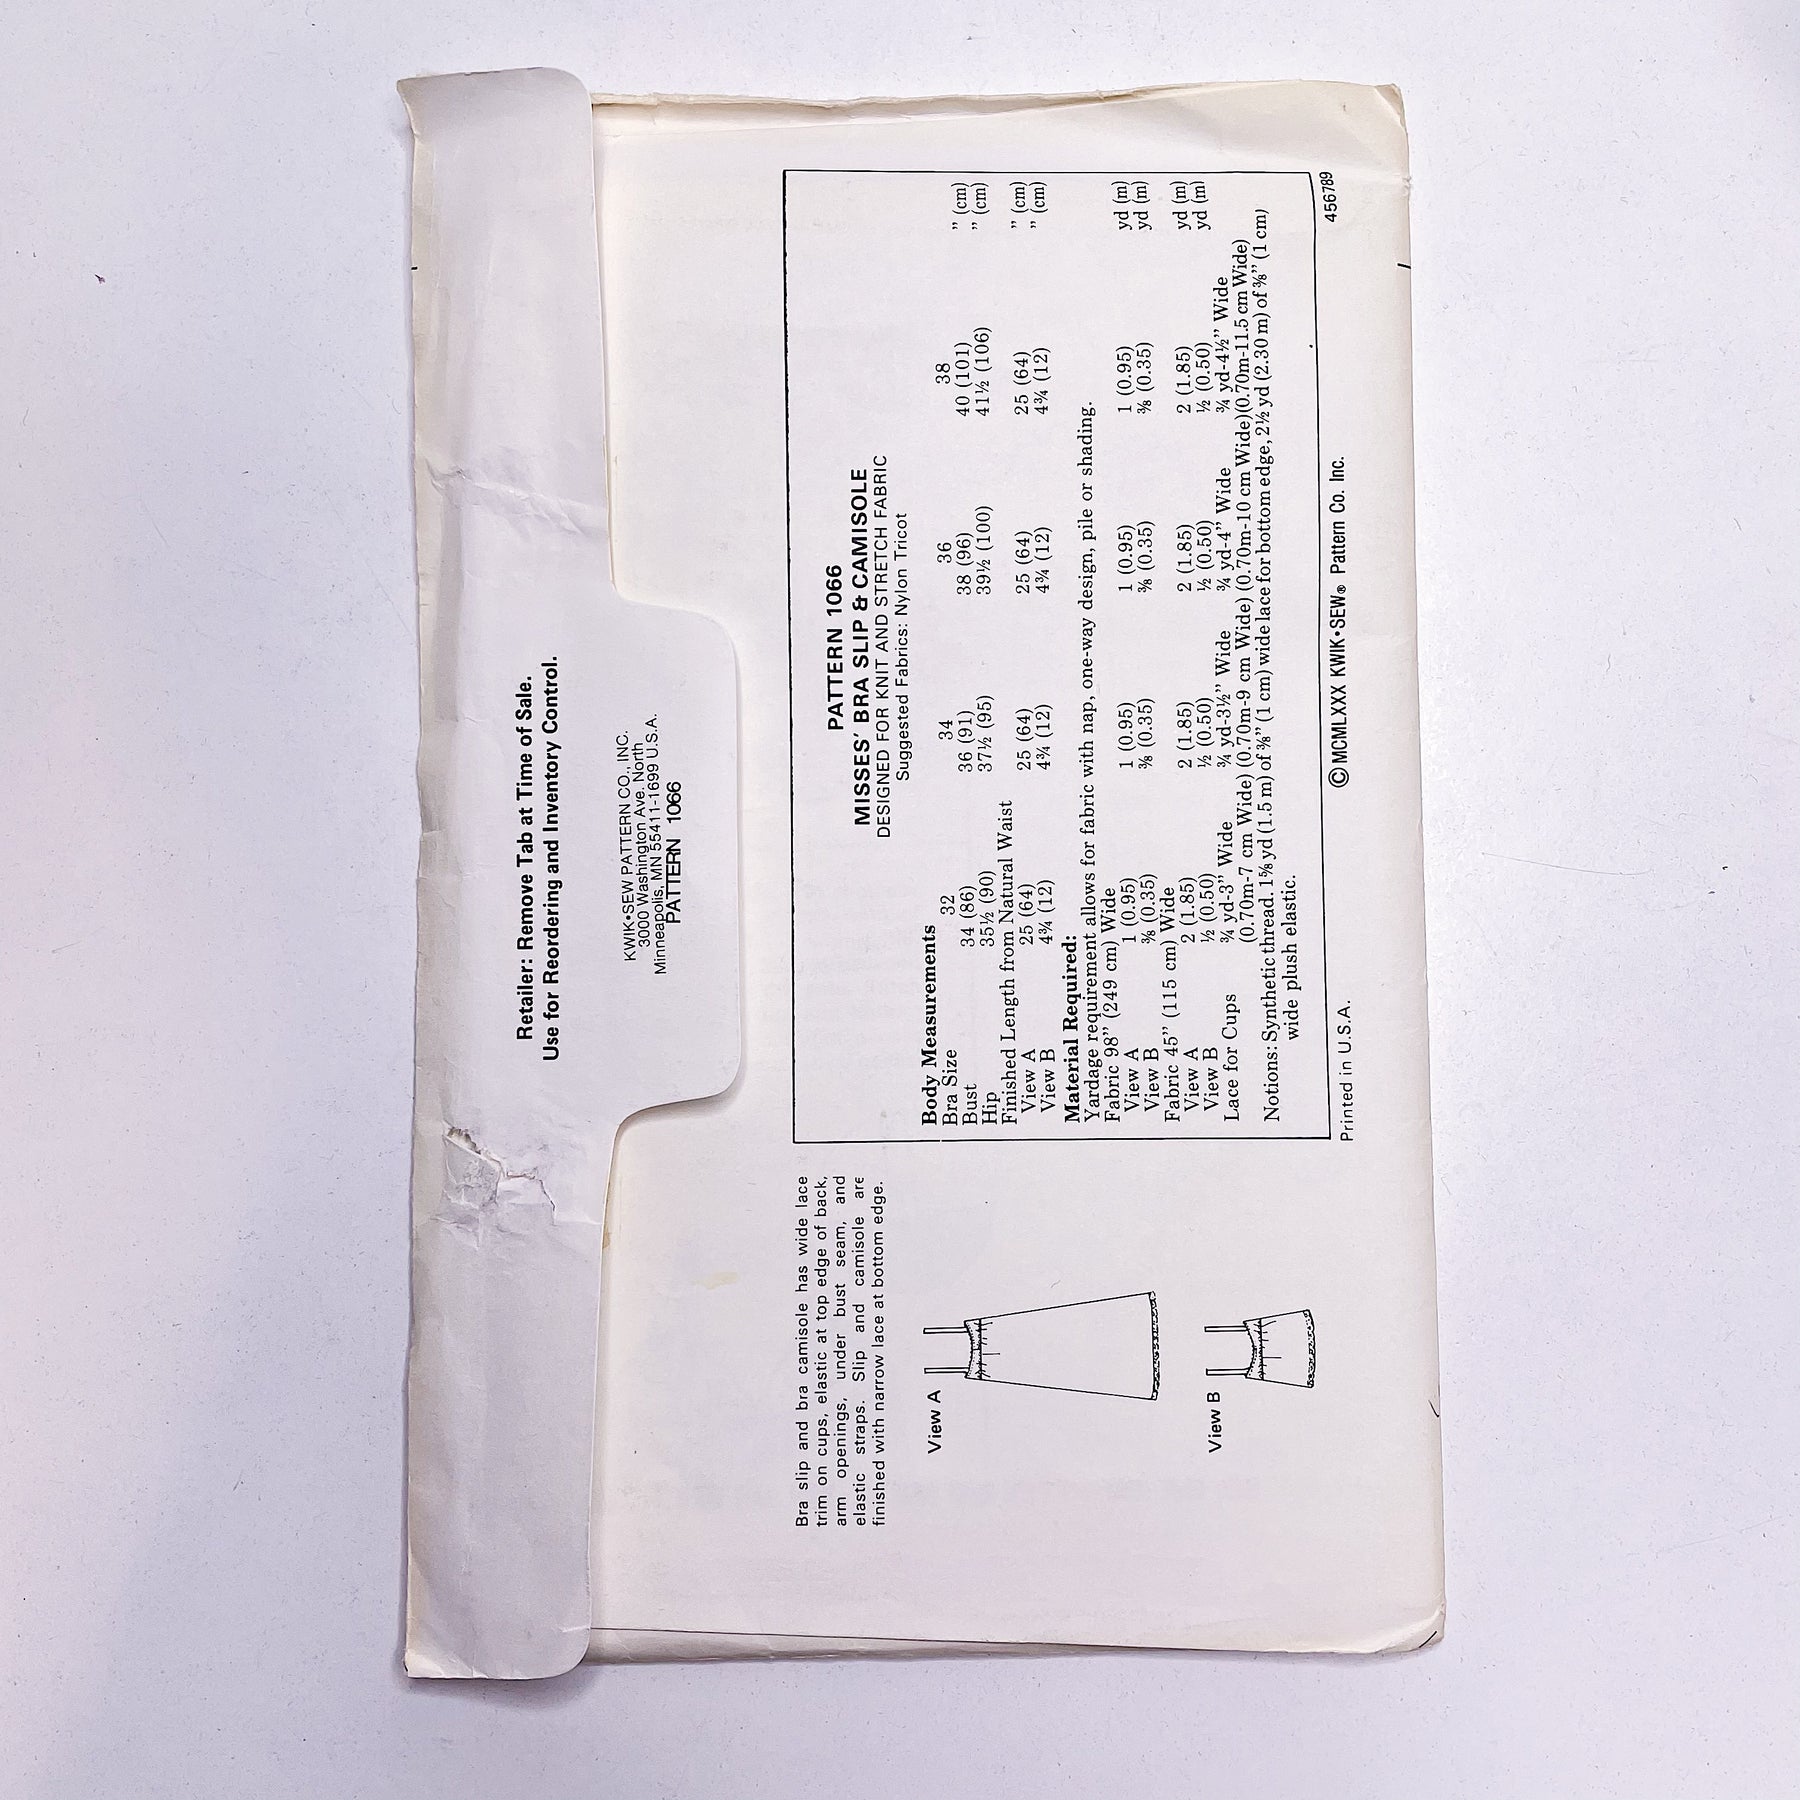 Retailer: Remove Tab at Time of Sale.
Use for Reordering and Inventory Control.
KWIK•SEW PATTERN CO., INC.
3000 Washington Ave. North
Minneapolis, MN 55411-1699 U.S.A.
PATTERN 1066
Bra slip and bra camisole has wide lace
trim on cups, elastic at top edge of back,
arm openings, under bust seam, and
elastic straps. Slip and camisole are
finished with narrow lace at bottom edge.
View A
View B
PATTERN 1066
MISSES' BRA SLIP & CAMISOLE
DESIGNED FOR KNIT AND STRETCH FABRIC
Suggested Fabrics: Nylon Tricot
Body Measurements
Bra Size 32 34 36 38
Bust 34 (86) 36 (91) 38 (96) 40 (101) ” (cm)
Hip 35½ (90) 37½ (95) 39½ (100) 41½ (106) ” (cm)
Finished Length from Natural Waist
View A 25 (64) 25 (64) 25 (64) 25 (64) ” (cm)
View B 4¾ (12) 4¾ (12) 4¾ (12) 4¾ (12) ” (cm)
Material Required:
Yardage requirement allows for fabric with nap, one-way design, pile or shading.
Fabric 98” (249 cm) Wide
View A 1 (0.95) 1 (0.95) 1 (0.95) 1 (0.95) yd (m)
View B ⅜ (0.35) ⅜ (0.35) ⅜ (0.35) ⅜ (0.35) yd (m)
Fabric 45” (115 cm) Wide
View A 2 (1.85) 2 (1.85) 2 (1.85) 2 (1.85) yd (m)
View B ½ (0.50) ½ (0.50) ½ (0.50) ½ (0.50) yd (m)
Lace for Cups ¾ yd-3” Wide ¾ yd-3½” Wide ¾ yd-4” Wide ¾ yd-4½” Wide
(0.70m-7 cm Wide) (0.70m-9 cm Wide) (0.70m-10 cm Wide) (0.70m-11.5 cm Wide)
Notions: Synthetic thread. 1⅝ yd (1.5 m) of ⅜” (1 cm) wide lace for bottom edge, 2½ yd (2.30 m) of ⅜” (1 cm)
wide plush elastic.
456789
Printed in U.S.A.
© MCMLXXX KWIK•SEW® Pattern Co. Inc.